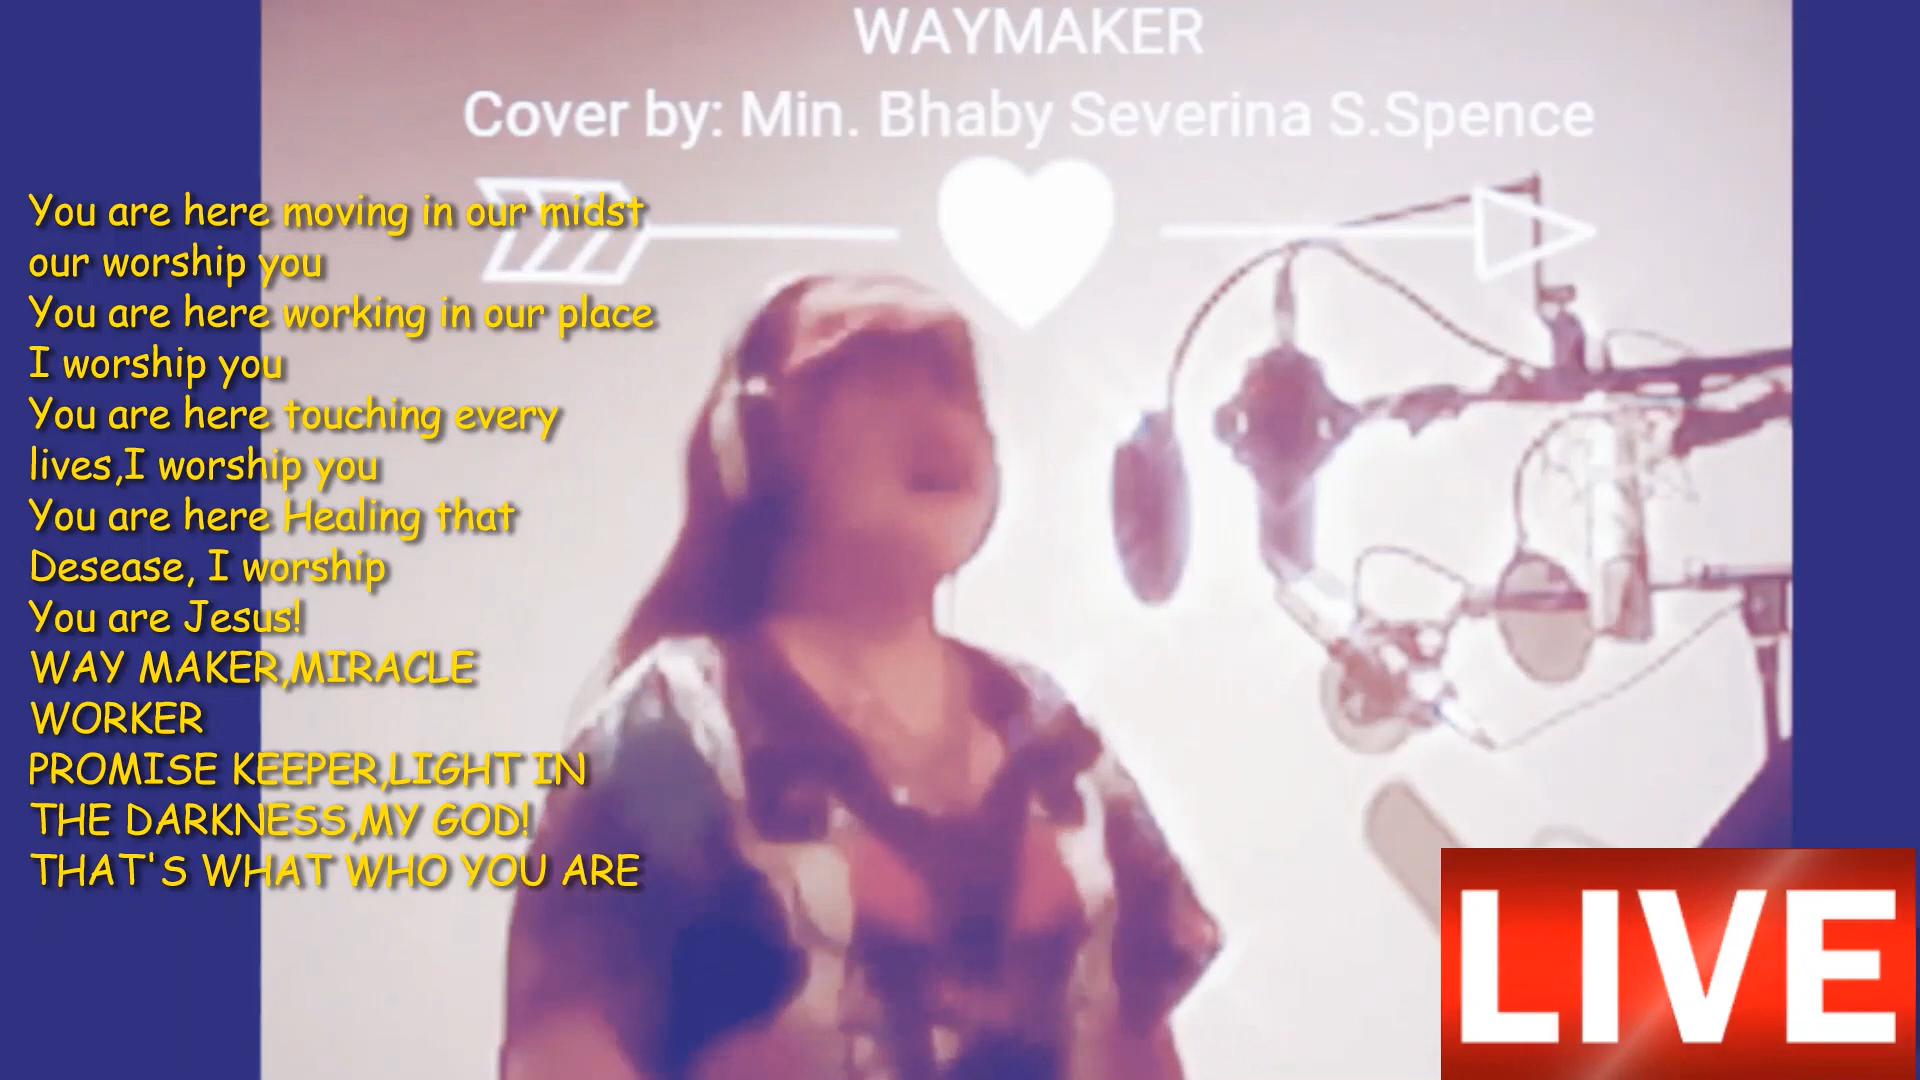 WAYMAKER
Cover by: Min. Bhaby Severina S.Spence
You are here moving in our midst
our worship you
You are here working in our place
I worship you
You are here touching every
lives,I worship you
You are here Healing that
Desease, I worship
You are Jesus!
WAY MAKER,MIRACLE
WORKER
PROMISE KEEPER,LIGHT IN
THE DARKNESS,MY GOD!
THAT'S WHAT WHO YOU ARE
LIVE